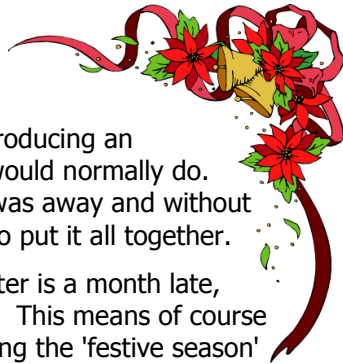 roducing an
would normally do.
was away and without
o put it all together.
ter is a month late,
This means of course
ng the 'festive season'